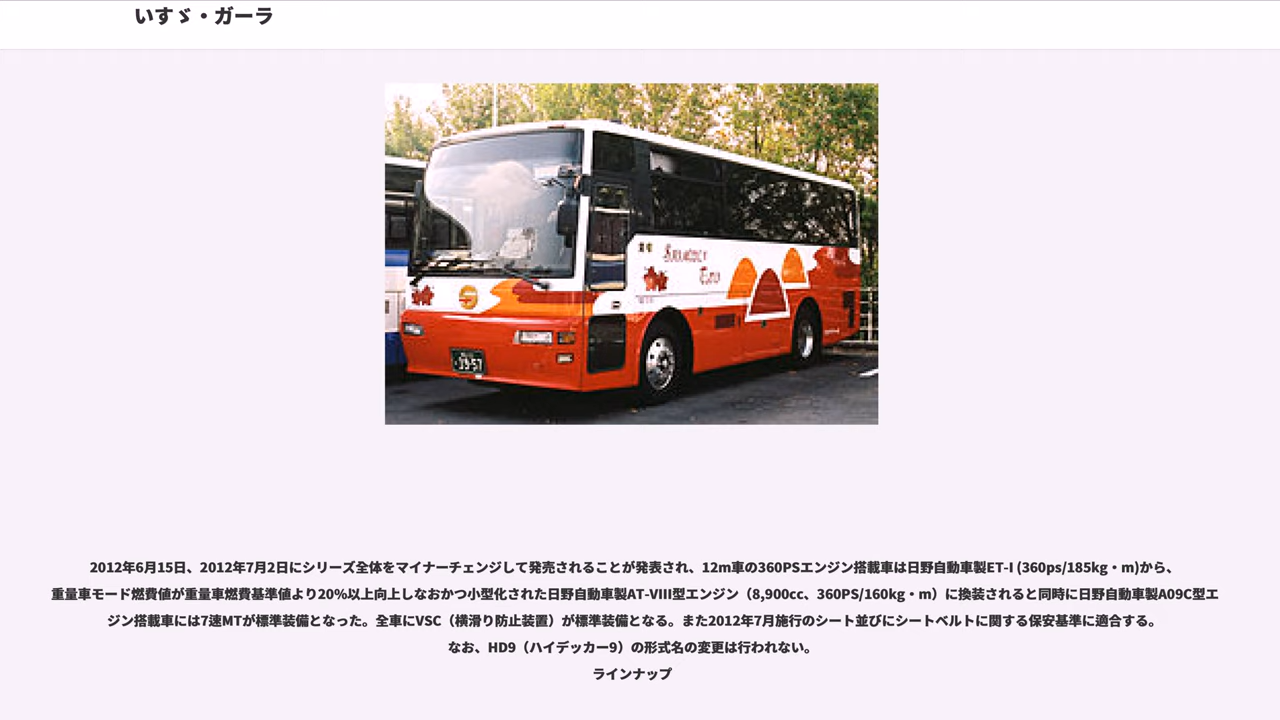 いすゞ・ガーラ
39-57
2012年6月15日、2012年7月2日にシリーズ全体をマイナーチェンジして発売されることが発表され、12m車の360PSエンジン搭載車は日野自動車製ET-I (360ps/185kg・m)から、
重量車モード燃費値が重量車燃費基準値より20%以上向上しなおかつ小型化された日野自動車製AT-VIII型エンジン（8,900cc、360PS/160kg・m）に換装されると同時に日野自動車製A09C型エ
ンジン搭載車には7速MTが標準装備となった。全車にVSC（横滑り防止装置）が標準装備となる。また2012年7月施行のシート並びにシートベルトに関する保安基準に適合する。
なお、HD9（ハイデッカー9）の形式名の変更は行われない。
ラインナップ